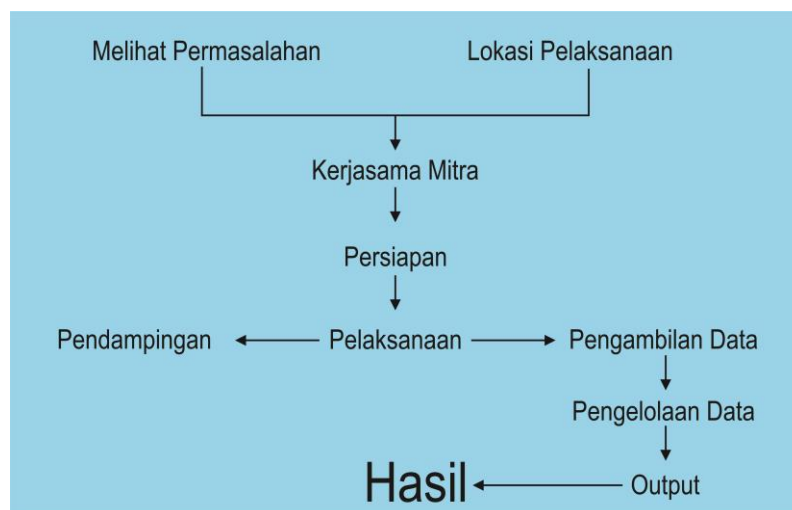 Melihat Permasalahan
Lokasi Pelaksanaan
Kerjasama Mitra
Persiapan
Pendampingan
Pelaksanaan
Pengambilan Data
Pengelolaan Data
Hasil
Output